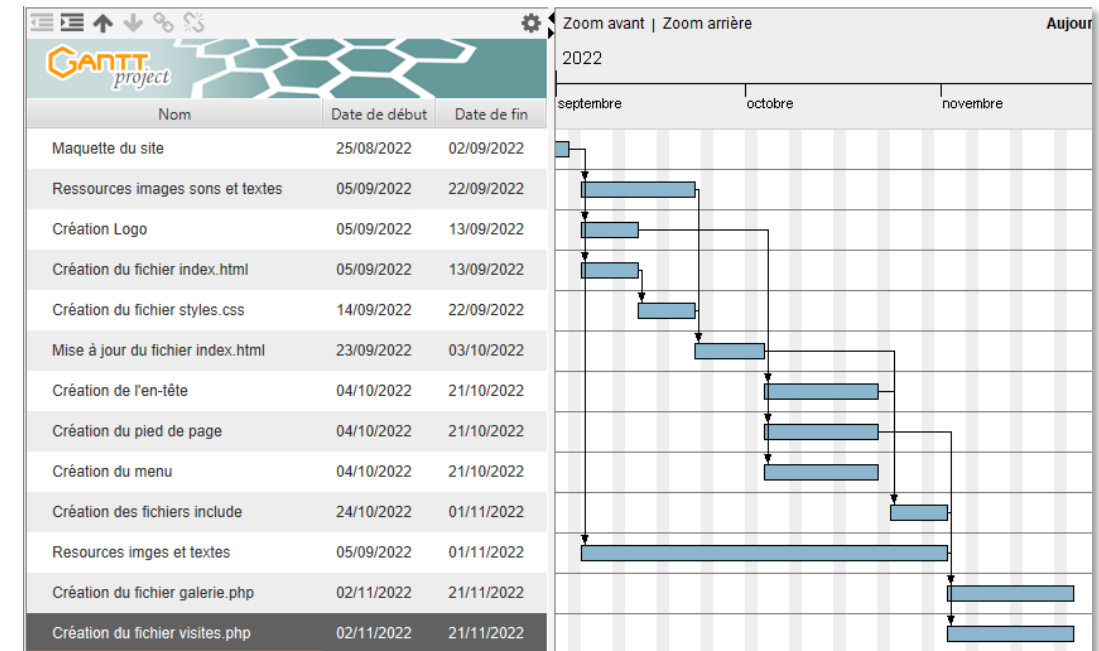 Zoom avant | Zoom arrière Aujour
GANTT project
2022
septembre octobre novembre
Nom Date de début Date de fin
Maquette du site 25/08/2022 02/09/2022
Ressources images sons et textes 05/09/2022 22/09/2022
Création Logo 05/09/2022 13/09/2022
Création du fichier index.html 05/09/2022 13/09/2022
Création du fichier styles.css 14/09/2022 22/09/2022
Mise à jour du fichier index.html 23/09/2022 03/10/2022
Création de l'en-tête 04/10/2022 21/10/2022
Création du pied de page 04/10/2022 21/10/2022
Création du menu 04/10/2022 21/10/2022
Création des fichiers include 24/10/2022 01/11/2022
Resources imges et textes 05/09/2022 01/11/2022
Création du fichier galerie.php 02/11/2022 21/11/2022
Création du fichier visites.php 02/11/2022 21/11/2022